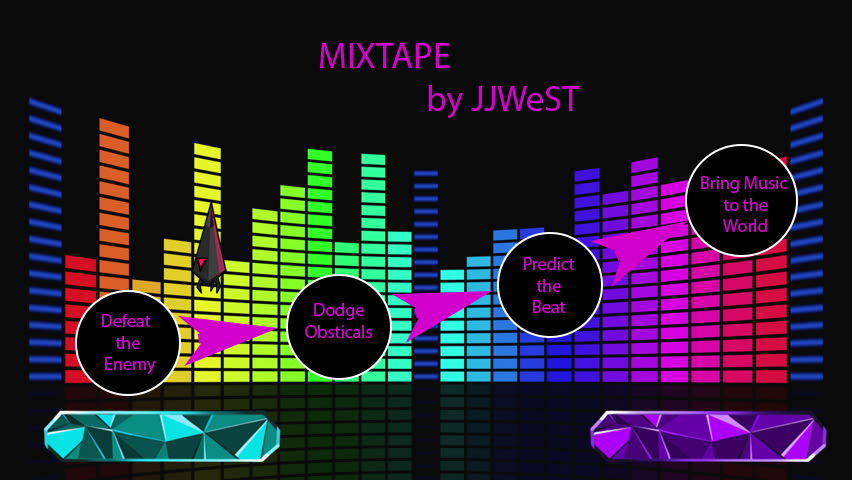 MIXTAPE
by JJWeST
Defeat
the
Enemy
Dodge
Obsticals
Predict
the
Beat
Bring Music
to the
World